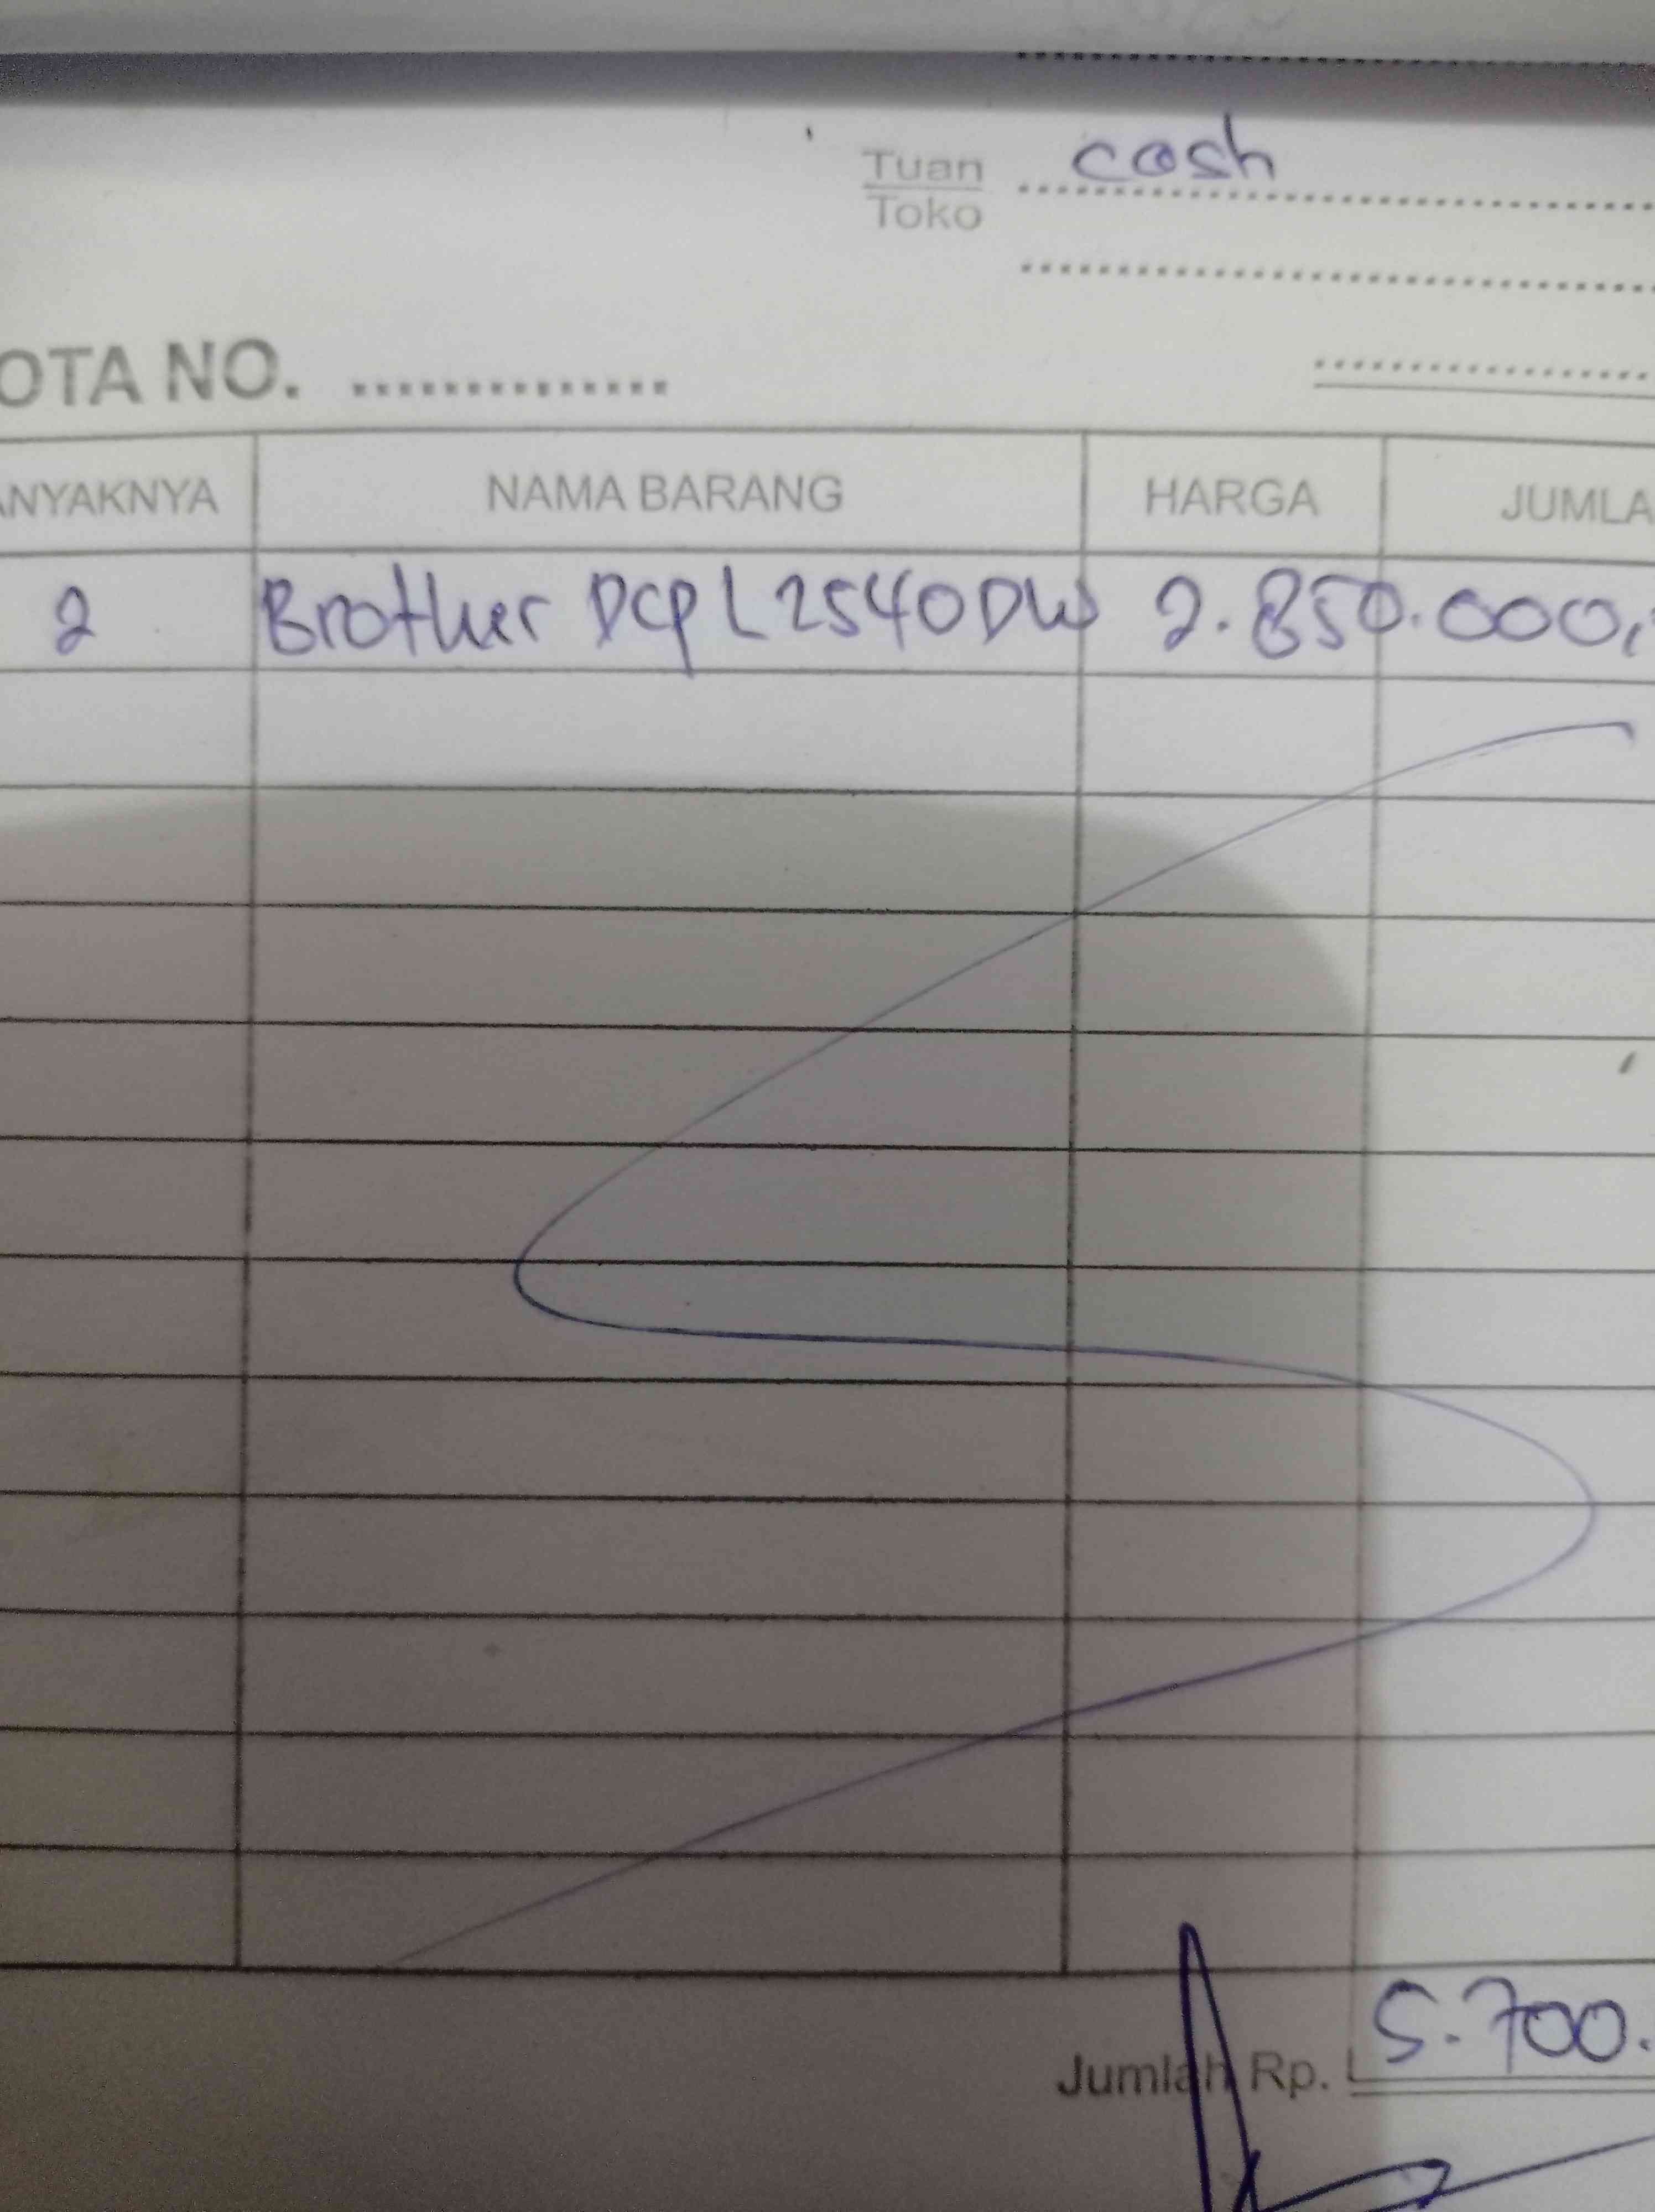 Tuan cash
Toko
OTA NO. ..............
ANYAKNYA NAMA BARANG HARGA JUMLA
2 Brother DCP L2540DW 2.850.000,
Jumlah Rp. 5.700.